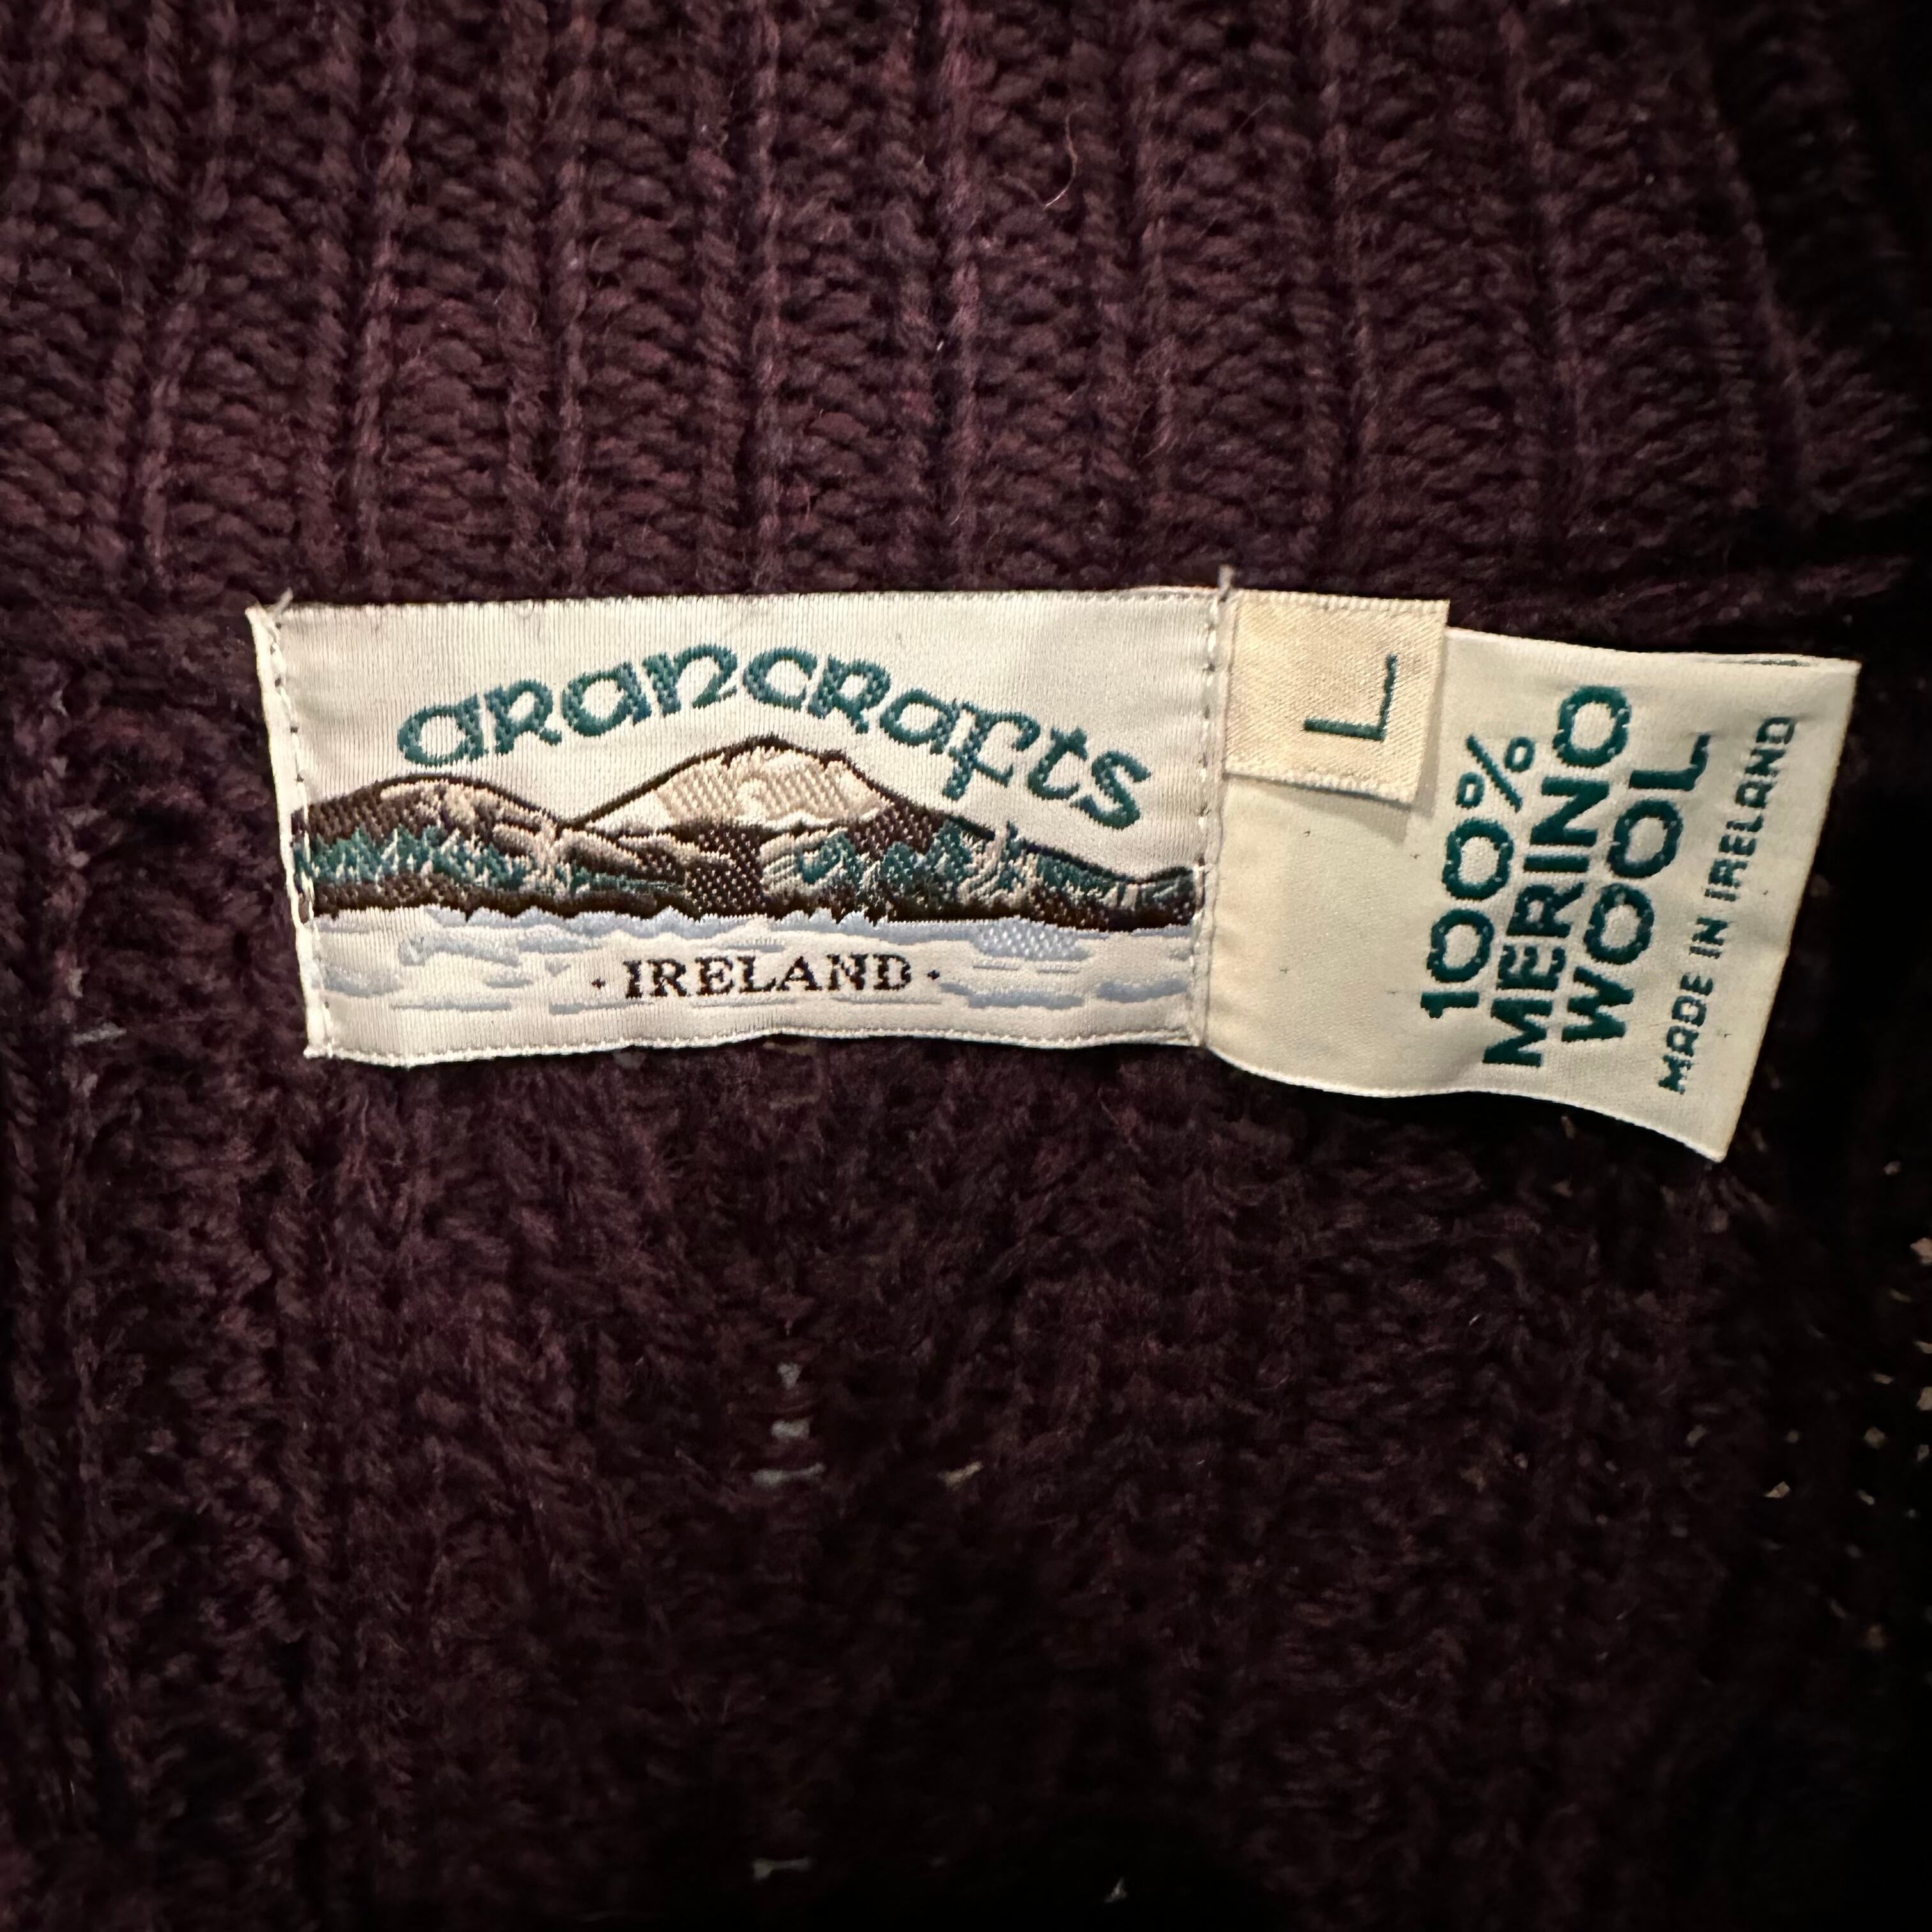 arancrafts
· IRELAND ·
L
100%
MERINO
WOOL
MADE IN IRELAND